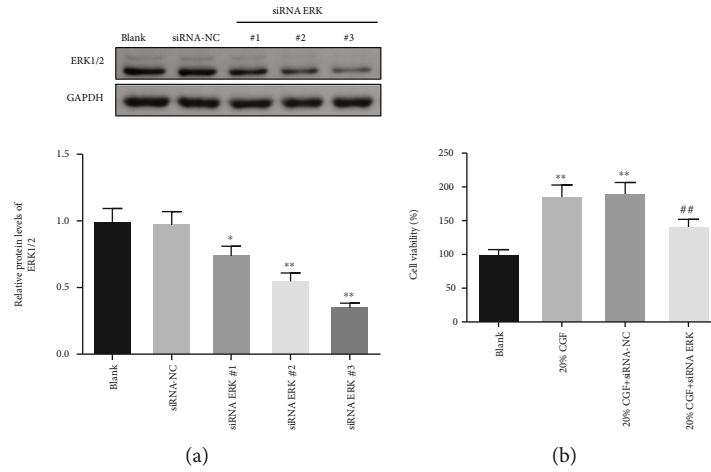 siRNA ERK
Blank siRNA-NC #1 #2 #3
ERK1/2
GAPDH
Relative protein levels of
ERK1/2
1.5
1.0
0.5
0.0
*
**
**
Blank
siRNA-NC
siRNA ERK #1
siRNA ERK #2
siRNA ERK #3
(a)
Cell viability (%)
250
200
150
100
50
0
**
**
##
Blank
20% CGF
20% CGF+siRNA-NC
20% CGF+siRNA ERK
(b)